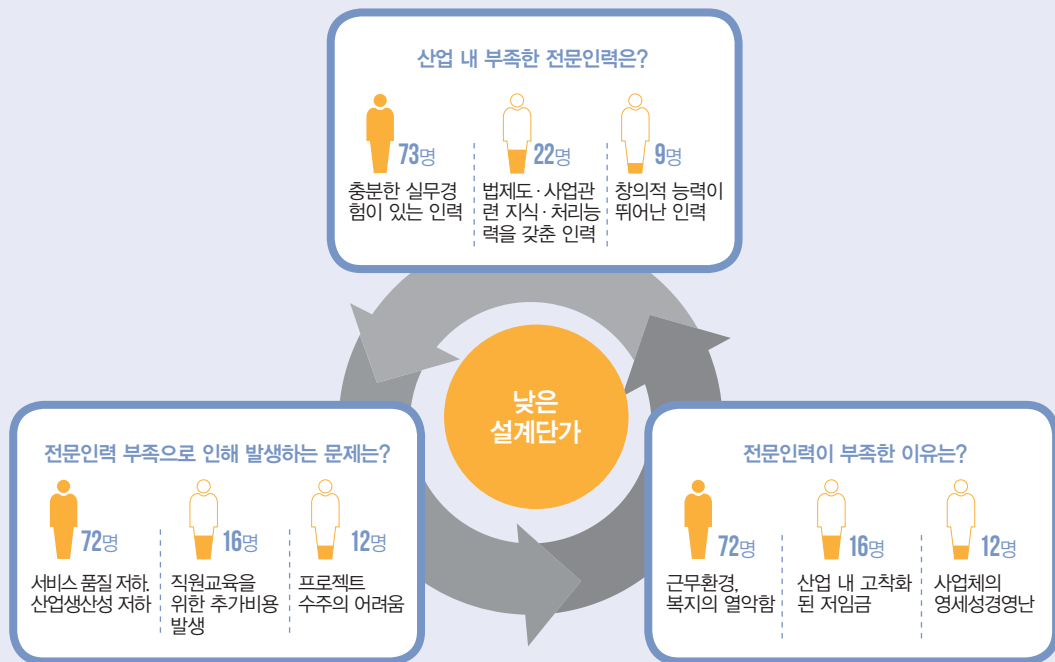 산업 내 부족한 전문인력은?
73명
충분한 실무경
험이 있는 인력
22명
법제도·사업관
련 지식·처리능
력을 갖춘 인력
9명
창의적 능력이
뛰어난 인력
낮은
설계단가
전문인력 부족으로 인해 발생하는 문제는?
72명
서비스 품질 저하,
산업생산성 저하
16명
직원교육을
위한 추가비용
발생
12명
프로젝트
수주의 어려움
전문인력이 부족한 이유는?
72명
근무환경,
복지의 열악함
16명
산업 내 고착화
된 저임금
12명
사업체의
영세성경영난